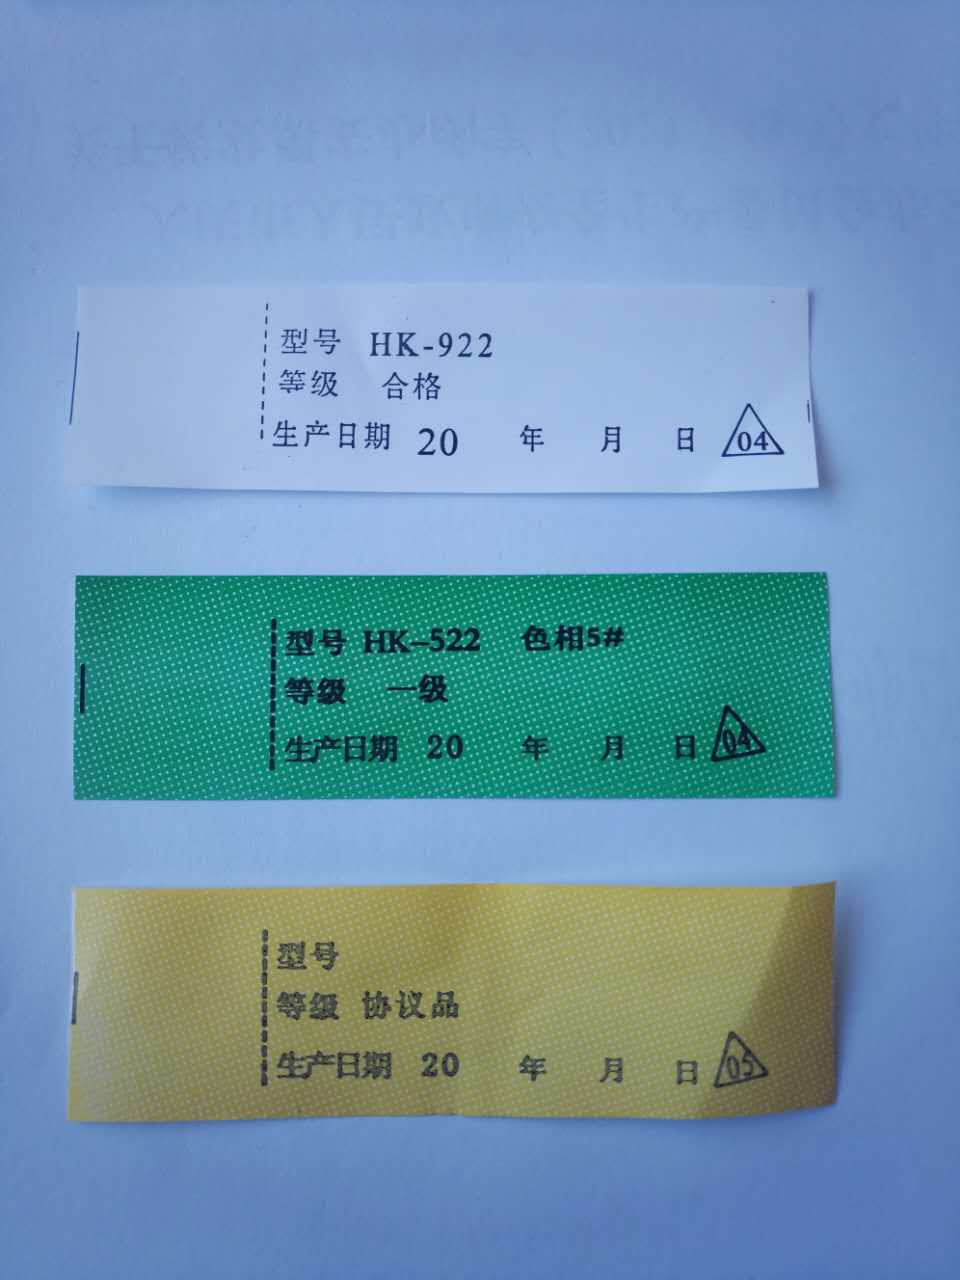 型号 HK-922
等级 合格
生产日期 20 年 月 日 04
型号 HK-522 色相5#
等级 一级
生产日期 20 年 月 日 04
型号
等级 协议品
生产日期 20 年 月 日 05